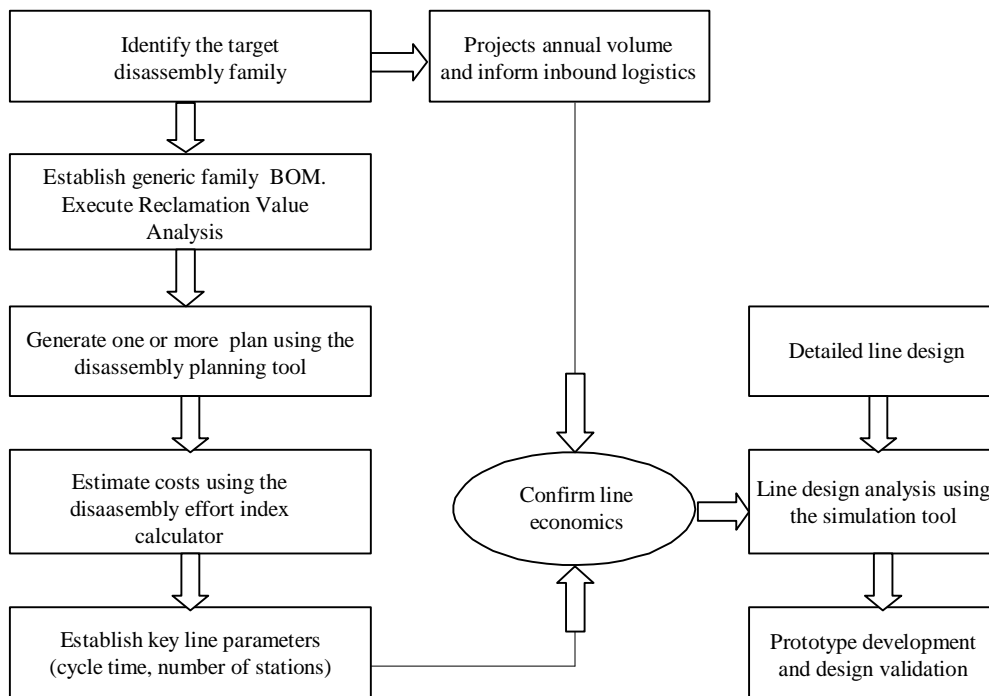 Identify the target
disassembly family
Projects annual volume
and inform inbound logistics
Establish generic family BOM.
Execute Reclamation Value
Analysis
Generate one or more plan using the
disassembly planning tool
Estimate costs using the
disaasembly effort index
calculator
Establish key line parameters
(cycle time, number of stations)
Confirm line
economics
Detailed line design
Line design analysis using
the simulation tool
Prototype development
and design validation